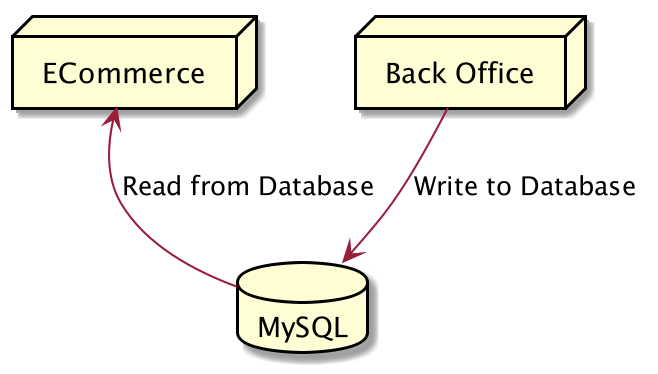 ECommerce
Back Office
Read from Database
Write to Database
MySQL